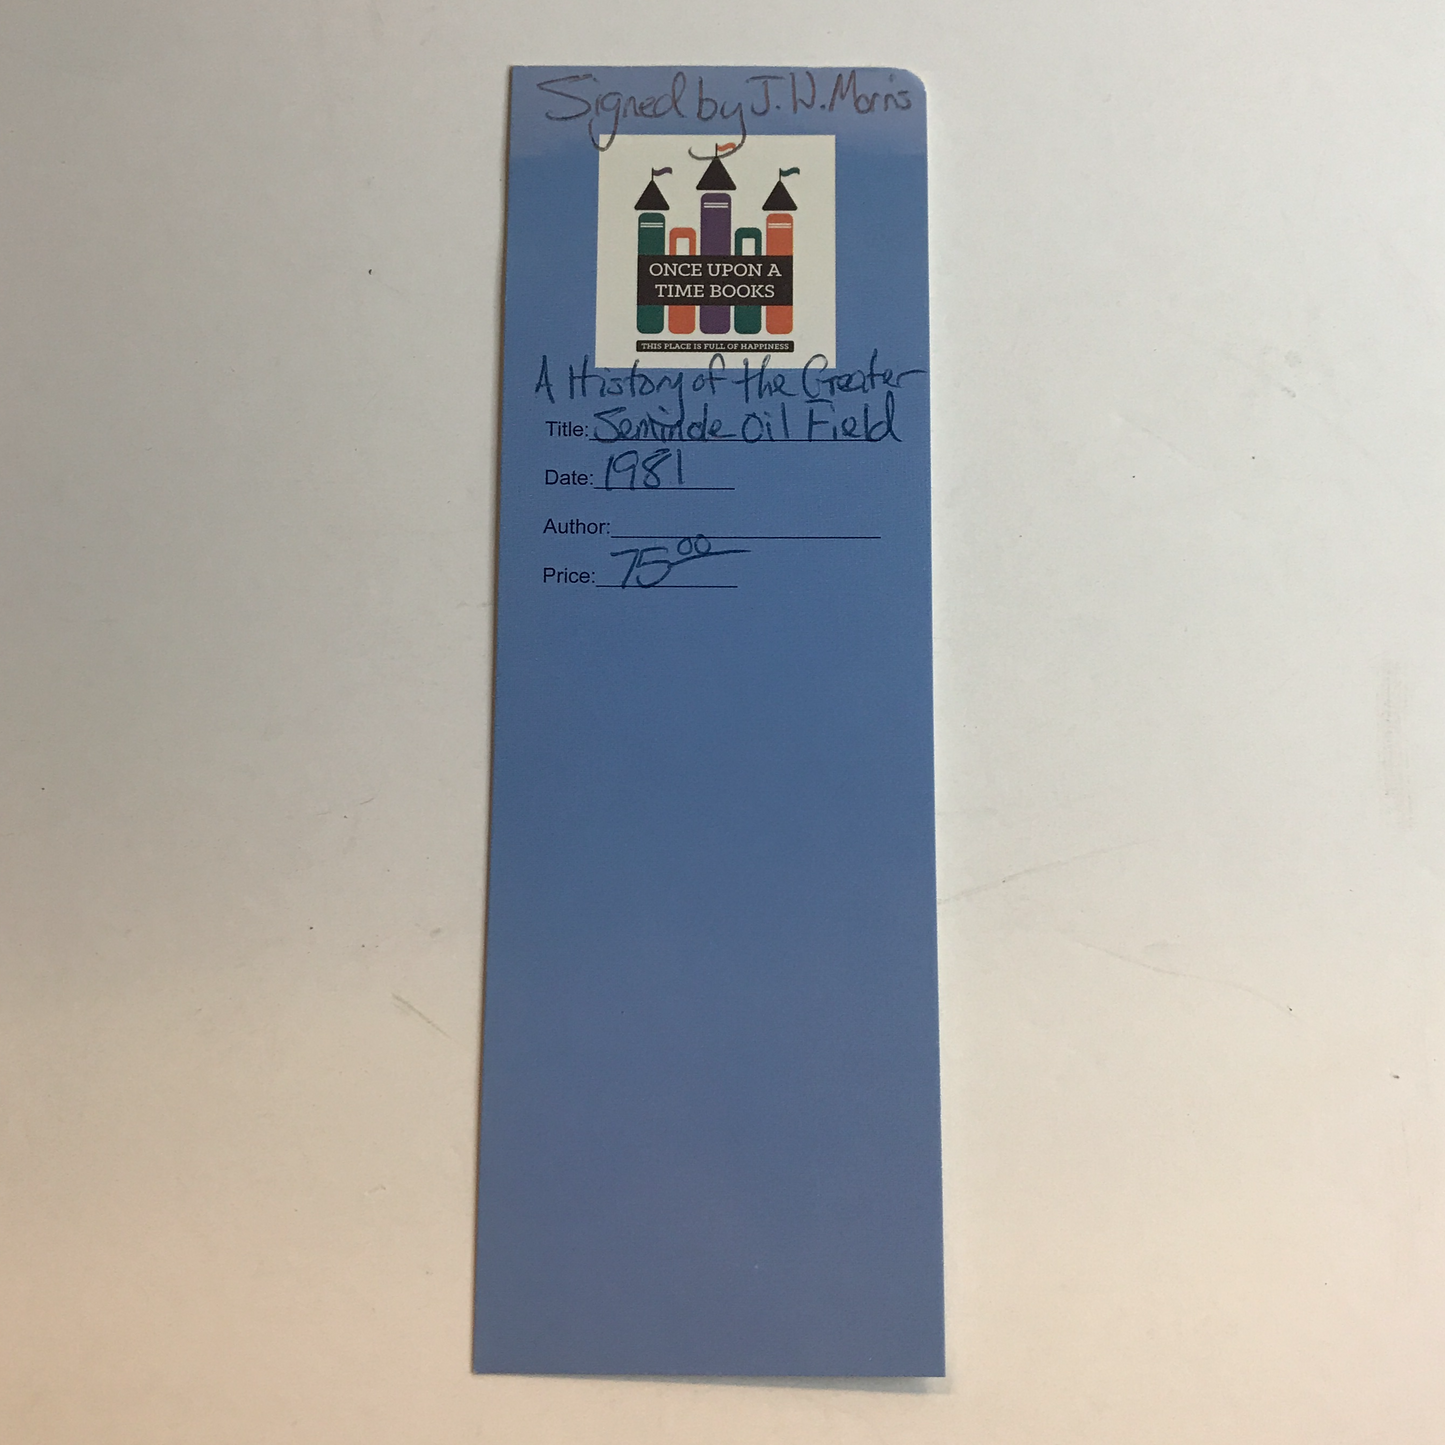 Signed by J.W. Morris
ONCE UPON A
TIME BOOKS
THIS PLACE IS FULL OF HAPPINESS
A History of the Greater
Title: Seminole Oil Field
Date: 1981
Author:
Price: 75 00